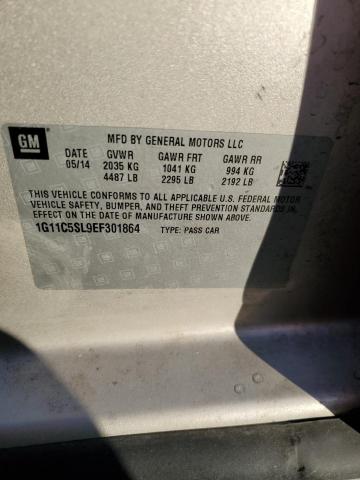 GM
MFD BY GENERAL MOTORS LLC
DATE GVWR GAWR FRT GAWR RR
05/14 2035 KG 1041 KG 994 KG
4487 LB 2295 LB 2192 LB
THIS VEHICLE CONFORMS TO ALL APPLICABLE U.S. FEDERAL MOTOR
VEHICLE SAFETY, BUMPER, AND THEFT PREVENTION STANDARDS IN
EFFECT ON THE DATE OF MANUFACTURE SHOWN ABOVE.
1G11C5SL9EF301864 TYPE: PASS CAR